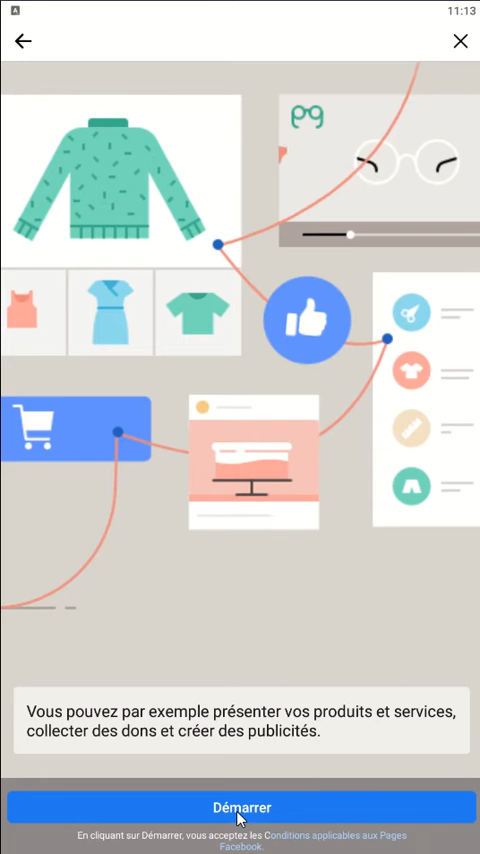 A
11:13
Vous pouvez par exemple présenter vos produits et services,
collecter des dons et créer des publicités.
Démarrer
En cliquant sur Démarrer, vous acceptez les Conditions applicables aux Pages
Facebook.